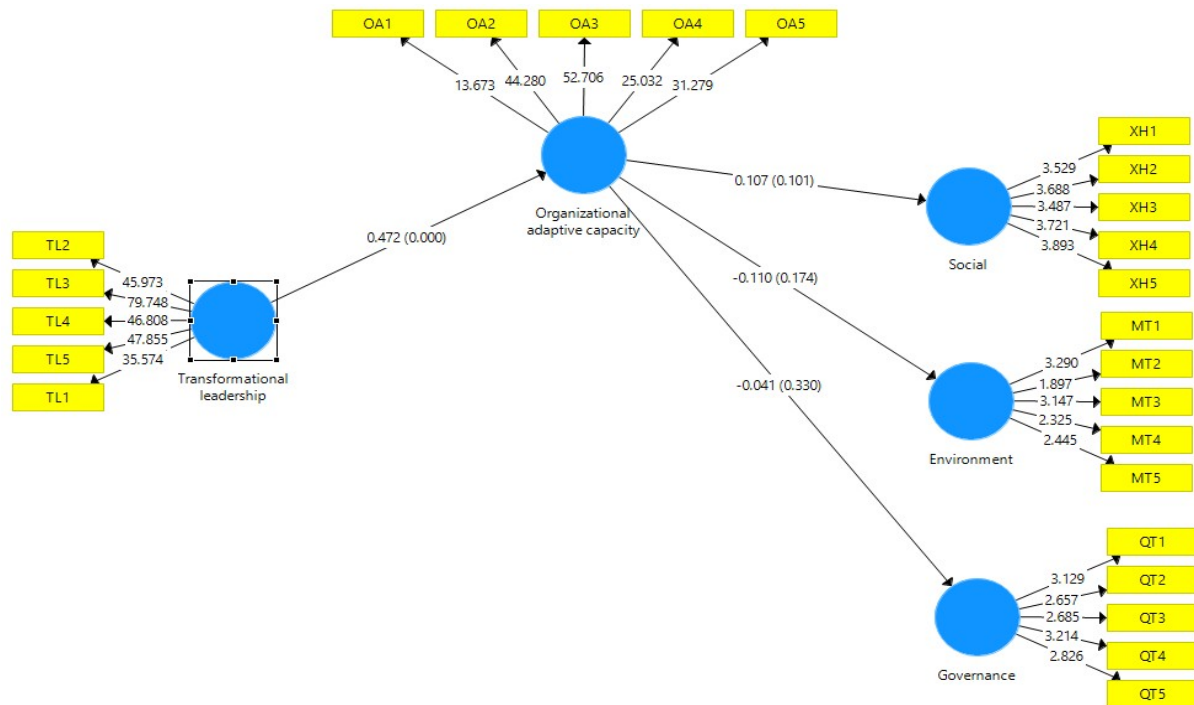 OA1
OA2
OA3
OA4
OA5
13.673
44.280
52.706
25.032
31.279
Organizational
adaptive capacity
0.472 (0.000)
TL2
TL3
TL4
TL5
TL1
45.973
79.748
46.808
47.855
35.574
Transformational
leadership
0.107 (0.101)
-0.110 (0.174)
-0.041 (0.330)
XH1
XH2
XH3
XH4
XH5
3.529
3.688
3.487
3.721
3.893
Social
MT1
MT2
MT3
MT4
MT5
3.290
1.897
3.147
2.325
2.445
Environment
QT1
QT2
QT3
QT4
QT5
3.129
2.657
2.685
3.214
2.826
Governance